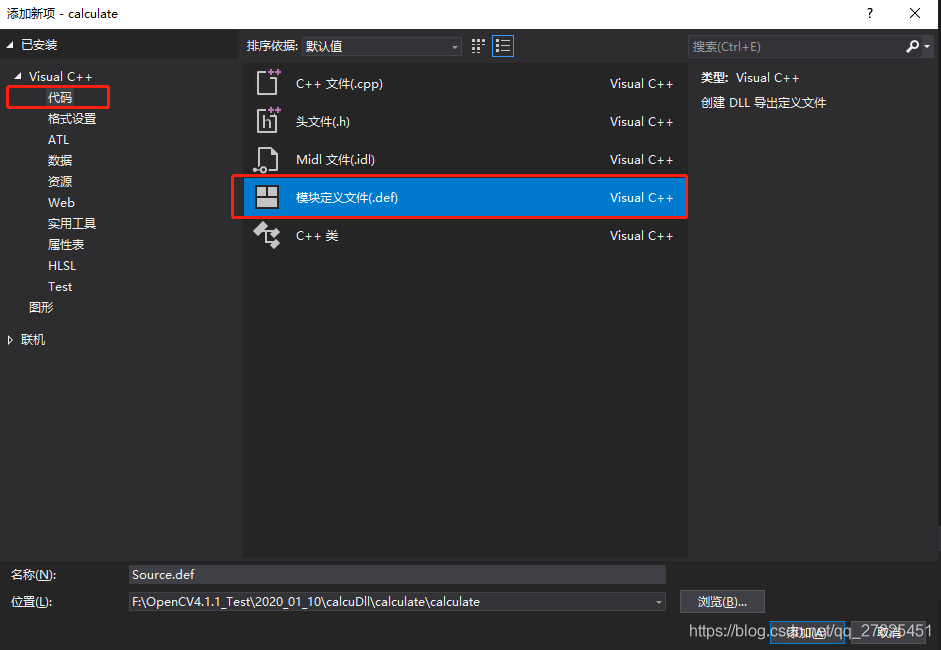 添加新项 - calculate
?
已安装
Visual C++
代码
格式设置
ATL
数据
资源
Web
实用工具
属性表
HLSL
Test
图形
联机
排序依据: 默认值
C++ 文件(.cpp) Visual C++
头文件(.h) Visual C++
Midl 文件(.idl) Visual C++
模块定义文件(.def) Visual C++
C++ 类 Visual C++
搜索(Ctrl+E)
类型: Visual C++
创建 DLL 导出定义文件
名称(N): Source.def
位置(L): F:\OpenCV4.1.1_Test\2020_01_10\calcuDll\calculate\calculate
浏览(B)...
添加(A) 取消
https://blog.csdn.net/qq_27825451